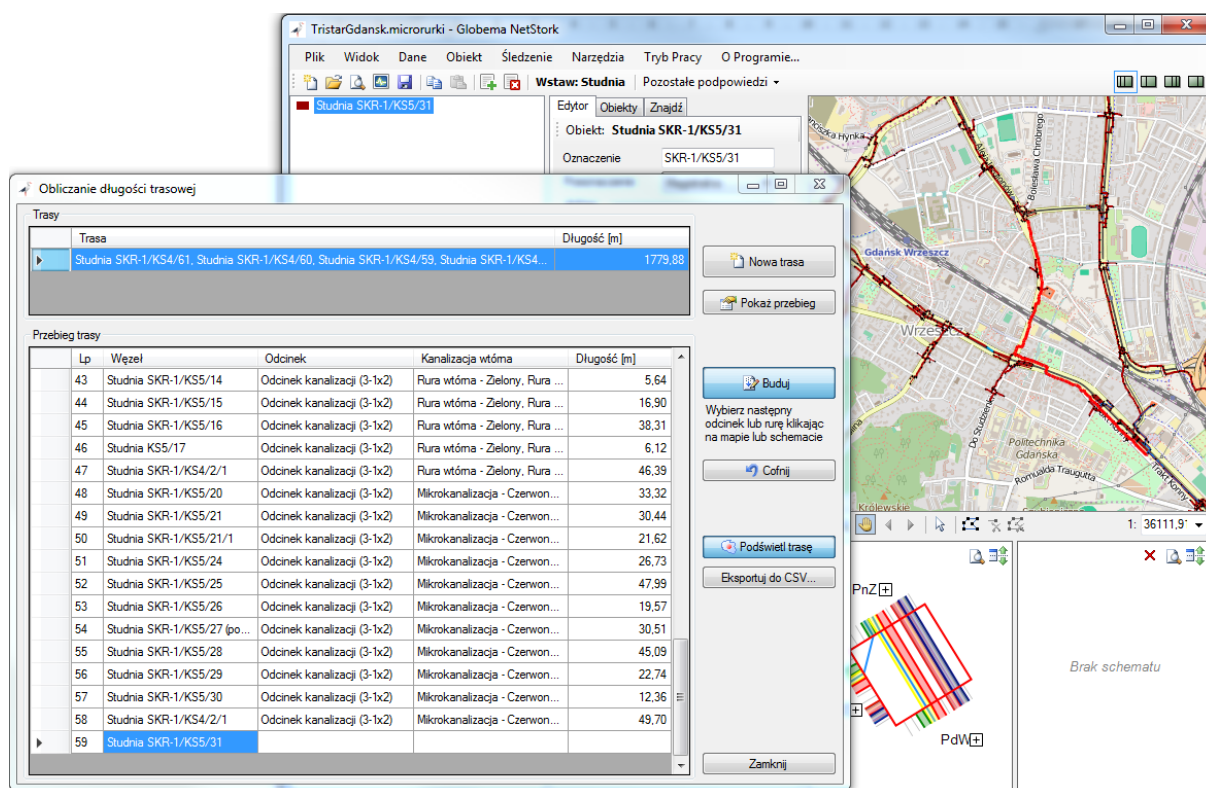 TristarGdansk.microrurki - Globema NetStork
Plik Widok Dane Obiekt Śledzenie Narzędzia Tryb Pracy O Programie...
Wstaw: Studnia Pozostałe podpowiedzi
Studnia SKR-1/KS5/31
Edytor Obiekty Znajdź
Obiekt: Studnia SKR-1/KS5/31
Oznaczenie SKR-1/KS5/31
Obliczanie długości trasowej
Trasy
Trasa Długość [m]
Studnia SKR-1/KS4/61, Studnia SKR-1/KS4/60, Studnia SKR-1/KS4/59, Studnia SKR-1/KS4... 1779,88
Nowa trasa
Pokaż przebieg
Przebieg trasy
Lp Węzeł Odcinek Kanalizacja wtórna Długość [m]
43 Studnia SKR-1/KS5/14 Odcinek kanalizacji (3-1x2) Rura wtórna - Zielony, Rura ... 5,64
44 Studnia SKR-1/KS5/15 Odcinek kanalizacji (3-1x2) Rura wtórna - Zielony, Rura ... 16,90
45 Studnia SKR-1/KS5/16 Odcinek kanalizacji (3-1x2) Rura wtórna - Zielony, Rura ... 38,31
46 Studnia KS5/17 Odcinek kanalizacji (3-1x2) Rura wtórna - Zielony, Rura ... 6,12
47 Studnia SKR-1/KS4/2/1 Odcinek kanalizacji (3-1x2) Rura wtórna - Zielony, Rura ... 46,39
48 Studnia SKR-1/KS5/20 Odcinek kanalizacji (3-1x2) Mikrokanalizacja - Czerwon... 33,32
49 Studnia SKR-1/KS5/21 Odcinek kanalizacji (3-1x2) Mikrokanalizacja - Czerwon... 30,44
50 Studnia SKR-1/KS5/21/1 Odcinek kanalizacji (3-1x2) Mikrokanalizacja - Czerwon... 21,62
51 Studnia SKR-1/KS5/24 Odcinek kanalizacji (3-1x2) Mikrokanalizacja - Czerwon... 26,73
52 Studnia SKR-1/KS5/25 Odcinek kanalizacji (3-1x2) Mikrokanalizacja - Czerwon... 47,99
53 Studnia SKR-1/KS5/26 Odcinek kanalizacji (3-1x2) Mikrokanalizacja - Czerwon... 19,57
54 Studnia SKR-1/KS5/27 (po... Odcinek kanalizacji (3-1x2) Mikrokanalizacja - Czerwon... 30,51
55 Studnia SKR-1/KS5/28 Odcinek kanalizacji (3-1x2) Mikrokanalizacja - Czerwon... 45,09
56 Studnia SKR-1/KS5/29 Odcinek kanalizacji (3-1x2) Mikrokanalizacja - Czerwon... 22,74
57 Studnia SKR-1/KS5/30 Odcinek kanalizacji (3-1x2) Mikrokanalizacja - Czerwon... 12,36
58 Studnia SKR-1/KS4/2/1 Odcinek kanalizacji (3-1x2) Mikrokanalizacja - Czerwon... 49,70
59 Studnia SKR-1/KS5/31
Buduj
Wybierz następny
odcinek lub rurę klikając
na mapie lub schemacie
Cofnij
Podświetl trasę
Eksportuj do CSV...
Zamknij
Bolesława Chrobrego
Gdańsk Wrzeszcz
Wrzeszcz
Do Studzienki
Politechnika
Gdańska
Romualda Traugutta
Trakt Konny
Królewskie
1: 36111,9
PnZ
PdW
Brak schematu